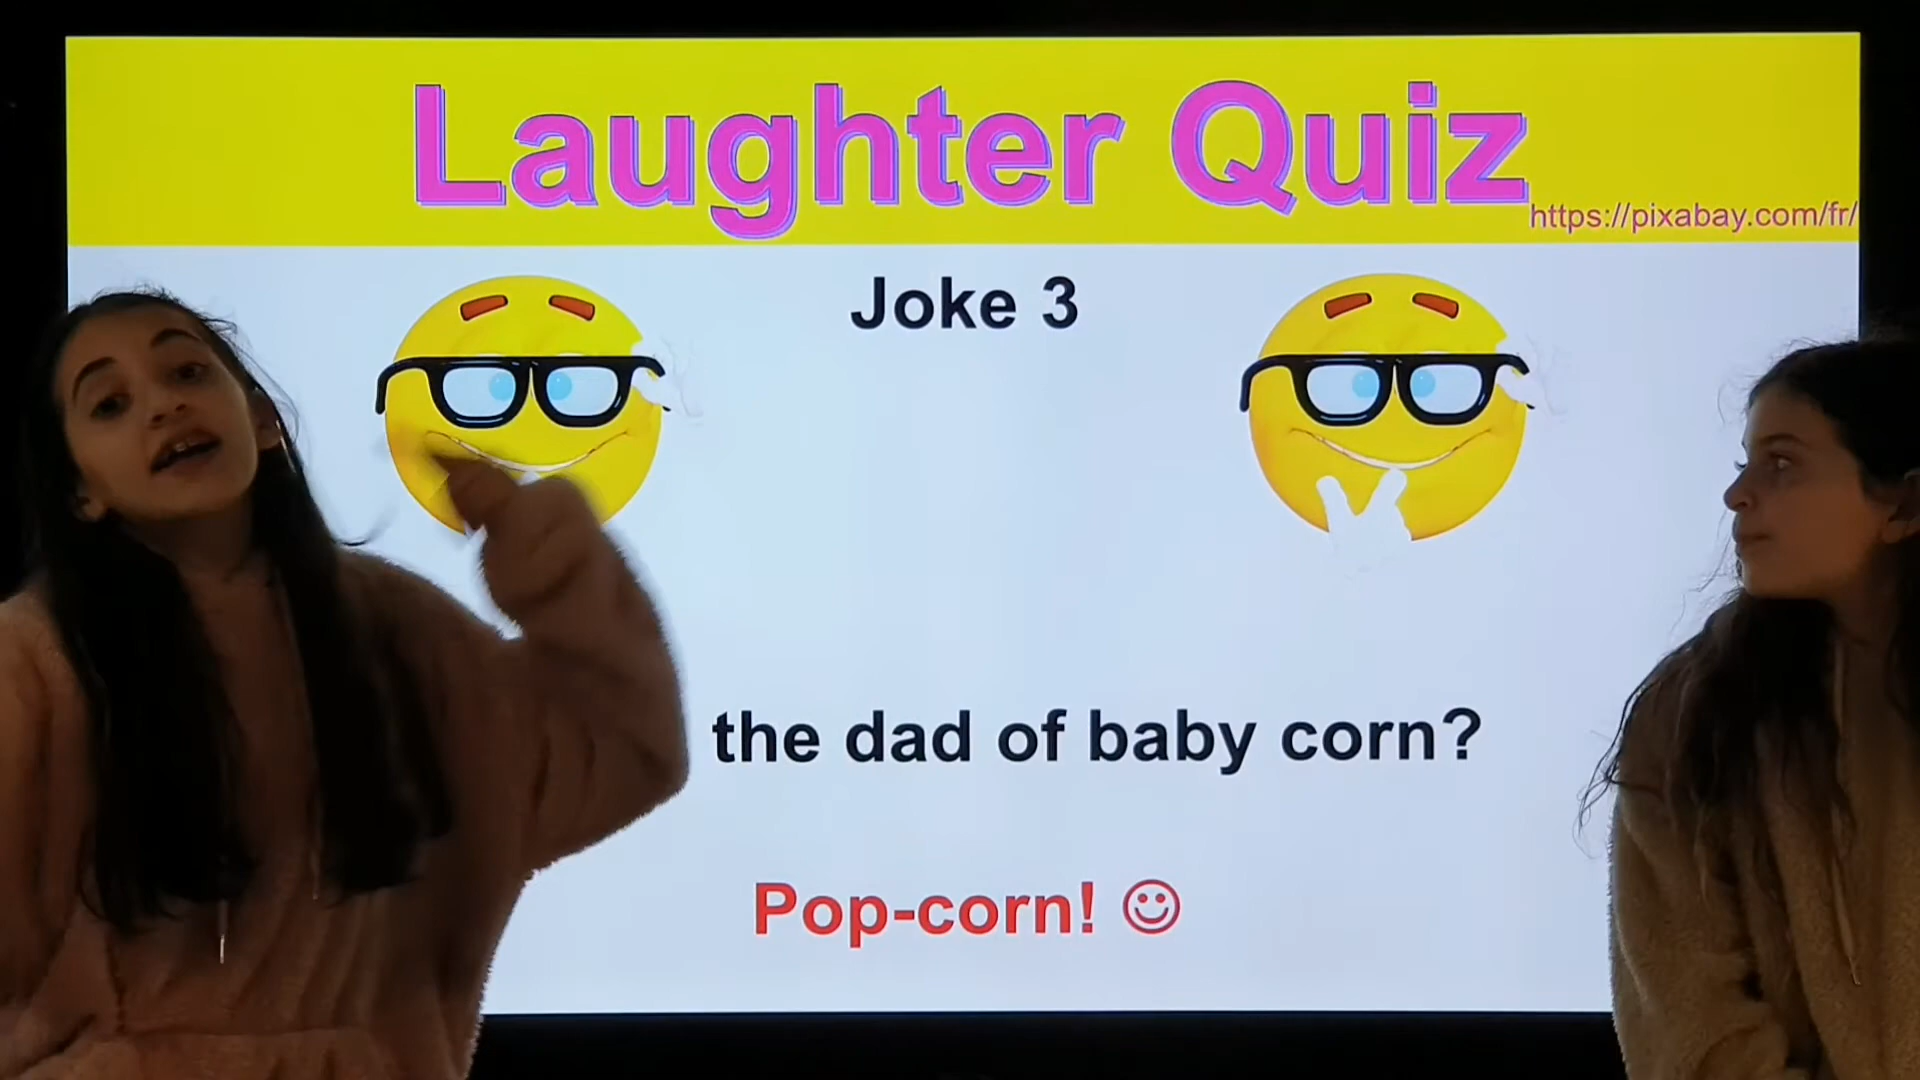 Laughter Quiz
https://pixabay.com/fr/
Joke 3
the dad of baby corn?
Pop-corn! ☺